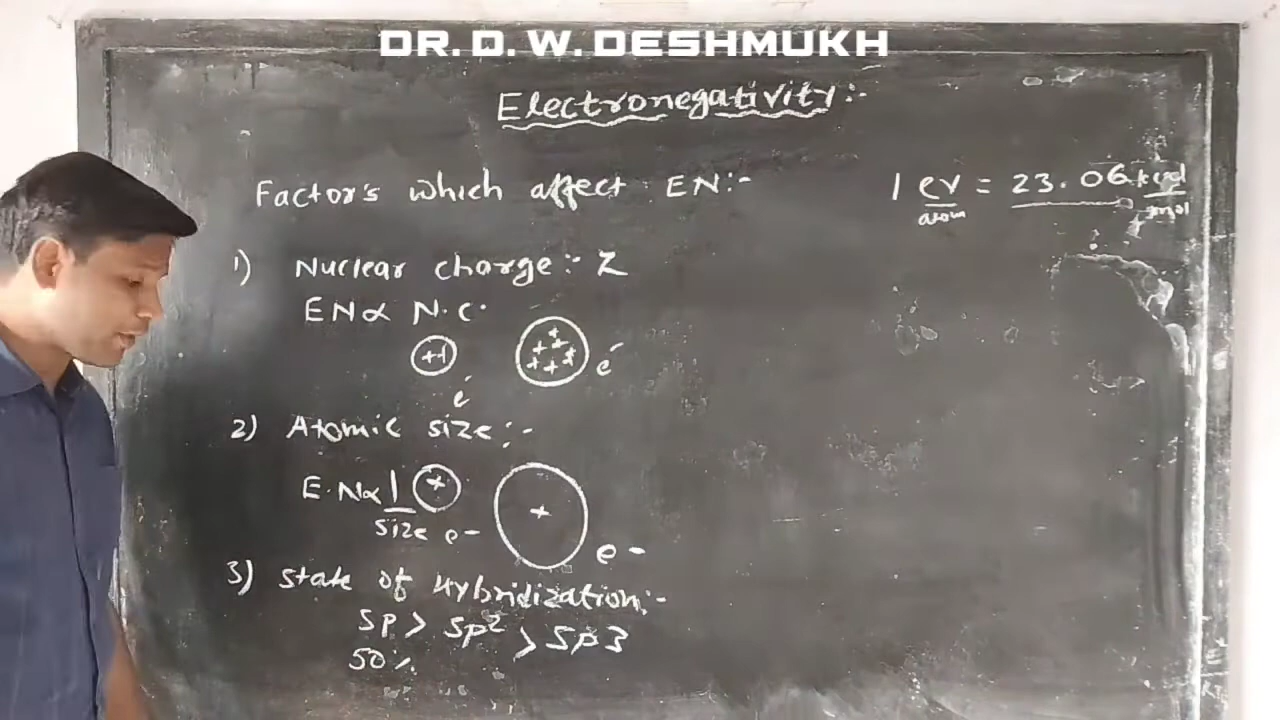 DR. D. W. DESHMUKH
Electronegativity:-
Factor's which affect EN:-
1 ev = 23.06 kcal
atom mol
1) Nuclear charge:- Z
EN ∝ N.C.
+1
+ + + + + + e-
e-
2) Atomic size:-
E.N ∝ 1 + +
size e- e-
3) State of Hybridization:-
sp > sp2 > sp3
50%